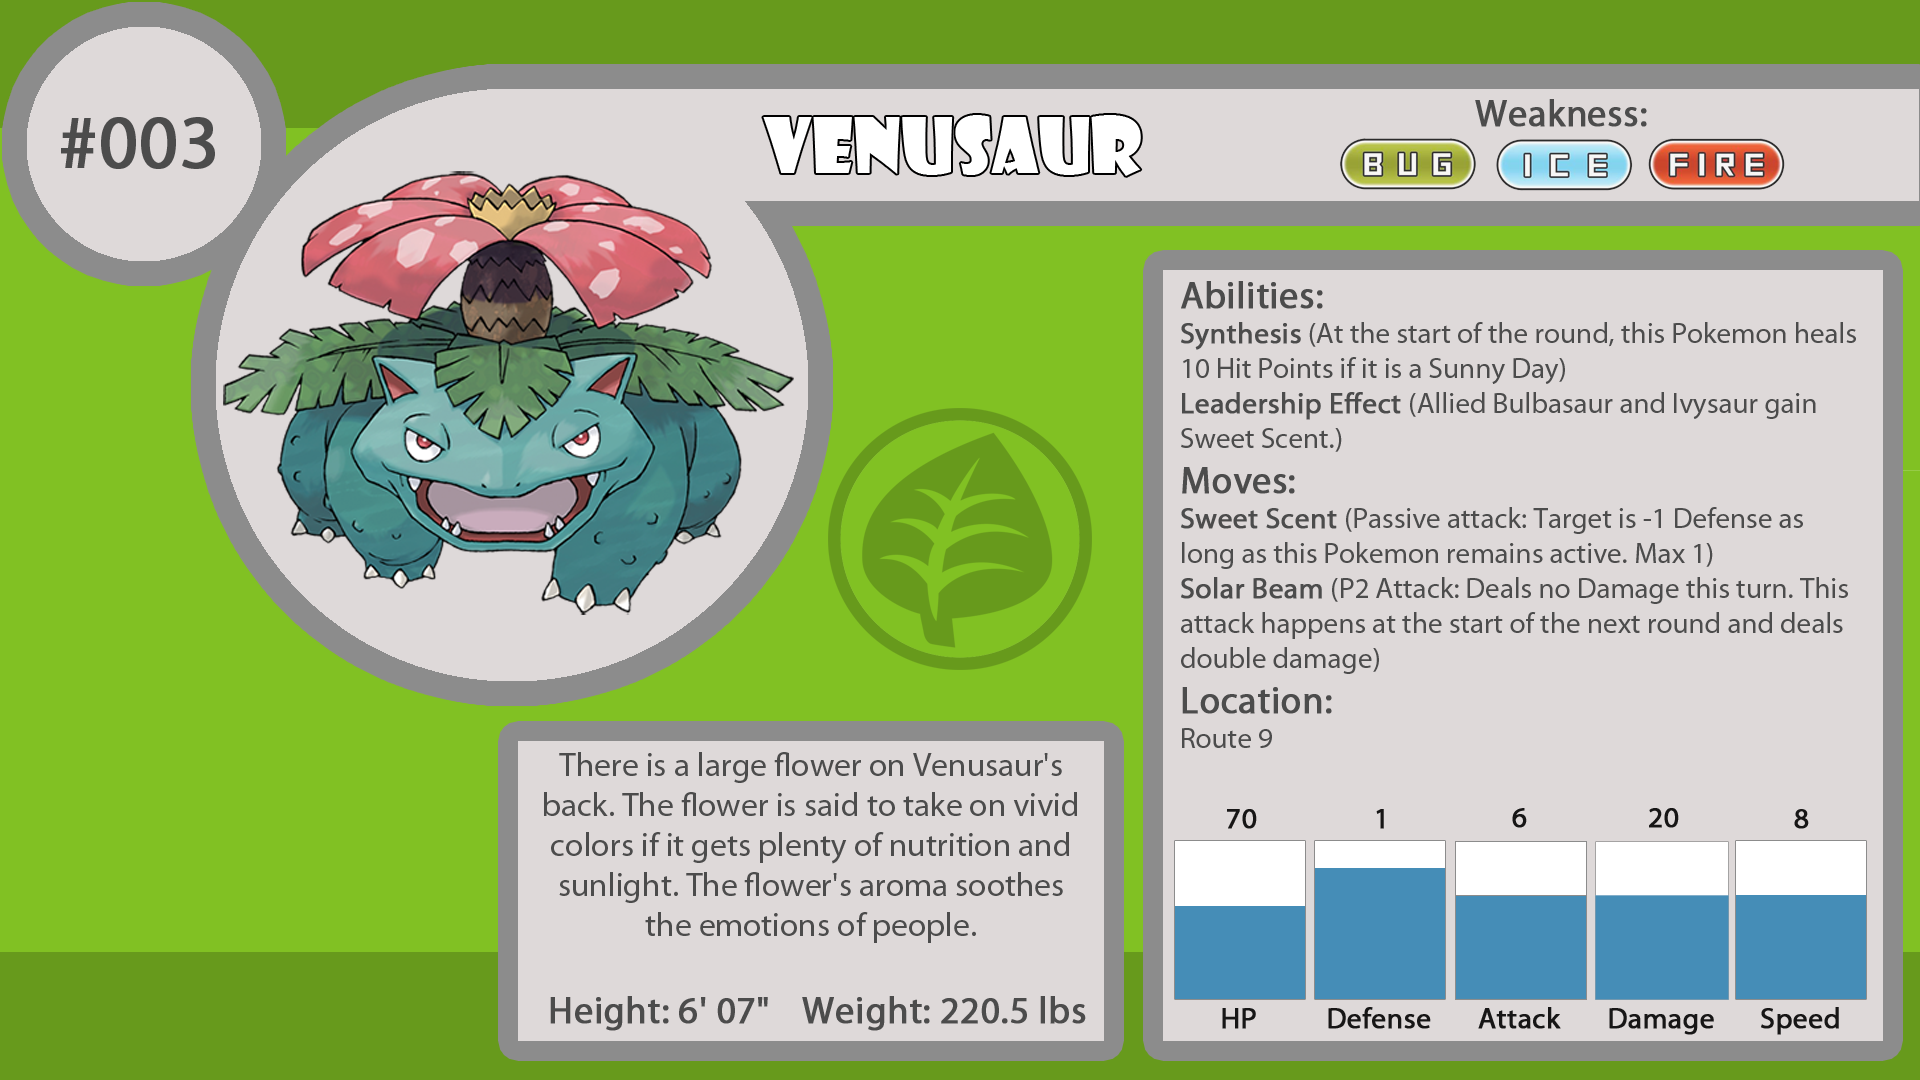 #003
VENUSAUR
Weakness:
BUG ICE FIRE
Abilities:
Synthesis (At the start of the round, this Pokemon heals
10 Hit Points if it is a Sunny Day)
Leadership Effect (Allied Bulbasaur and Ivysaur gain
Sweet Scent.)
Moves:
Sweet Scent (Passive attack: Target is -1 Defense as
long as this Pokemon remains active. Max 1)
Solar Beam (P2 Attack: Deals no Damage this turn. This
attack happens at the start of the next round and deals
double damage)
Location:
Route 9
70 1 6 20 8
HP Defense Attack Damage Speed
There is a large flower on Venusaur's
back. The flower is said to take on vivid
colors if it gets plenty of nutrition and
sunlight. The flower's aroma soothes
the emotions of people.
Height: 6' 07" Weight: 220.5 lbs